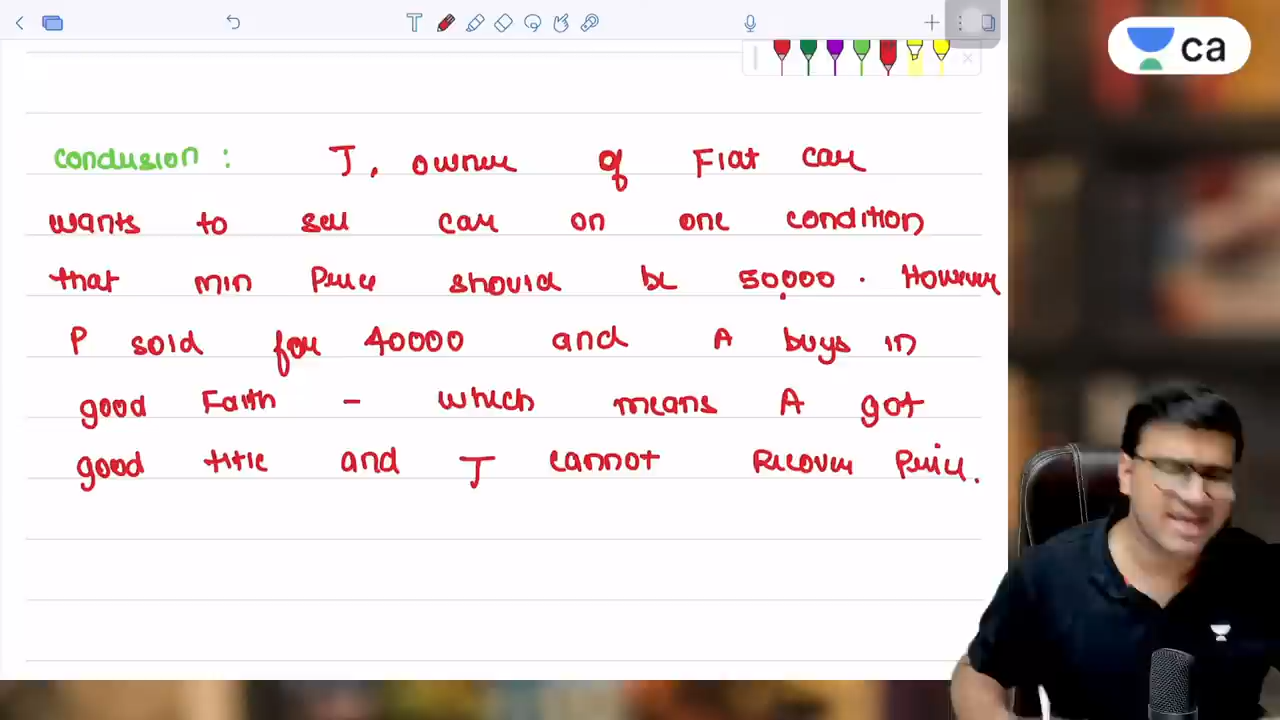 ca
Conclusion : J, owner of Fiat car
wants to sell car on one condition
that min Price should be 50000. However
P sold for 40000 and A buys in
good Faith - which means A got
good title and J cannot Recover Price.